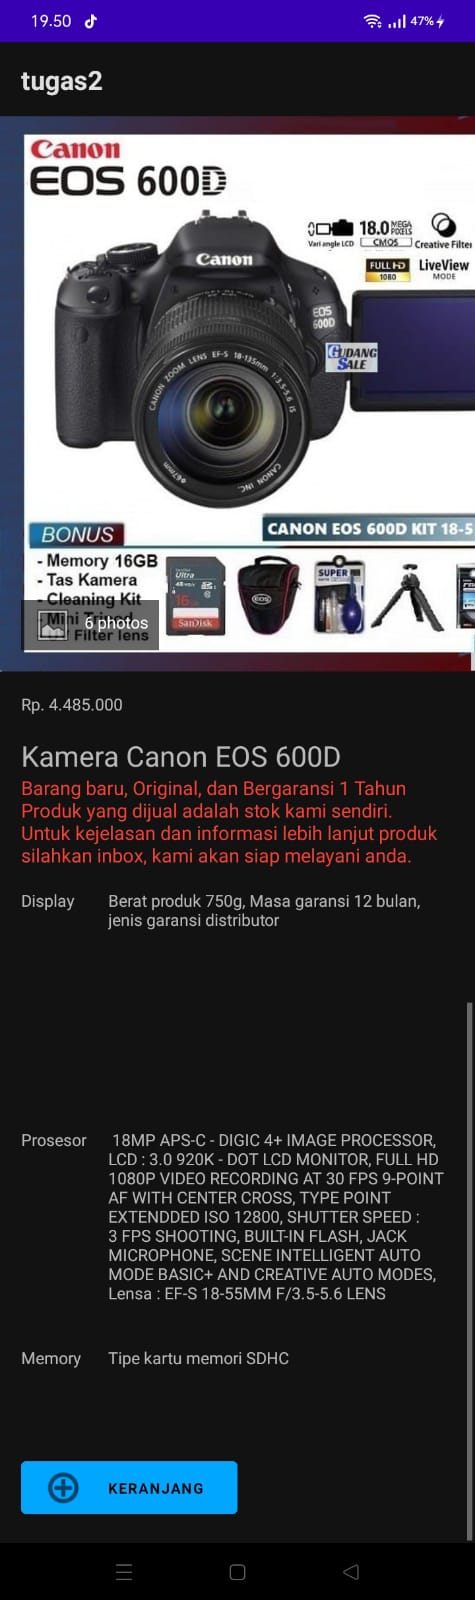 19.50
47%
tugas2
Canon
EOS 600D
18.0 MEGA PIXELS
Vari angle LCD
CMOS
Creative Filter
FULL HD
1080
LiveView
MODE
Canon
EOS
600D
GUDANG
SALE
CANON ZOOM LENS EF-S 18-135mm 1:3.5-5.6 IS
CANON INC.
ø67mm
BONUS
CANON EOS 600D KIT 18-5
- Memory 16GB
- Tas Kamera
- Cleaning Kit
- Mini Tripod
Filter lens
6 photos
SanDisk
Ultra
16
SanDisk
EOS
SUPER
Rp. 4.485.000
Kamera Canon EOS 600D
Barang baru, Original, dan Bergaransi 1 Tahun
Produk yang dijual adalah stok kami sendiri.
Untuk kejelasan dan informasi lebih lanjut produk
silahkan inbox, kami akan siap melayani anda.
Display
Berat produk 750g, Masa garansi 12 bulan,
jenis garansi distributor
Prosesor
18MP APS-C - DIGIC 4+ IMAGE PROCESSOR,
LCD : 3.0 920K - DOT LCD MONITOR, FULL HD
1080P VIDEO RECORDING AT 30 FPS 9-POINT
AF WITH CENTER CROSS, TYPE POINT
EXTENDDED ISO 12800, SHUTTER SPEED :
3 FPS SHOOTING, BUILT-IN FLASH, JACK
MICROPHONE, SCENE INTELLIGENT AUTO
MODE BASIC+ AND CREATIVE AUTO MODES,
Lensa : EF-S 18-55MM F/3.5-5.6 LENS
Memory
Tipe kartu memori SDHC
KERANJANG